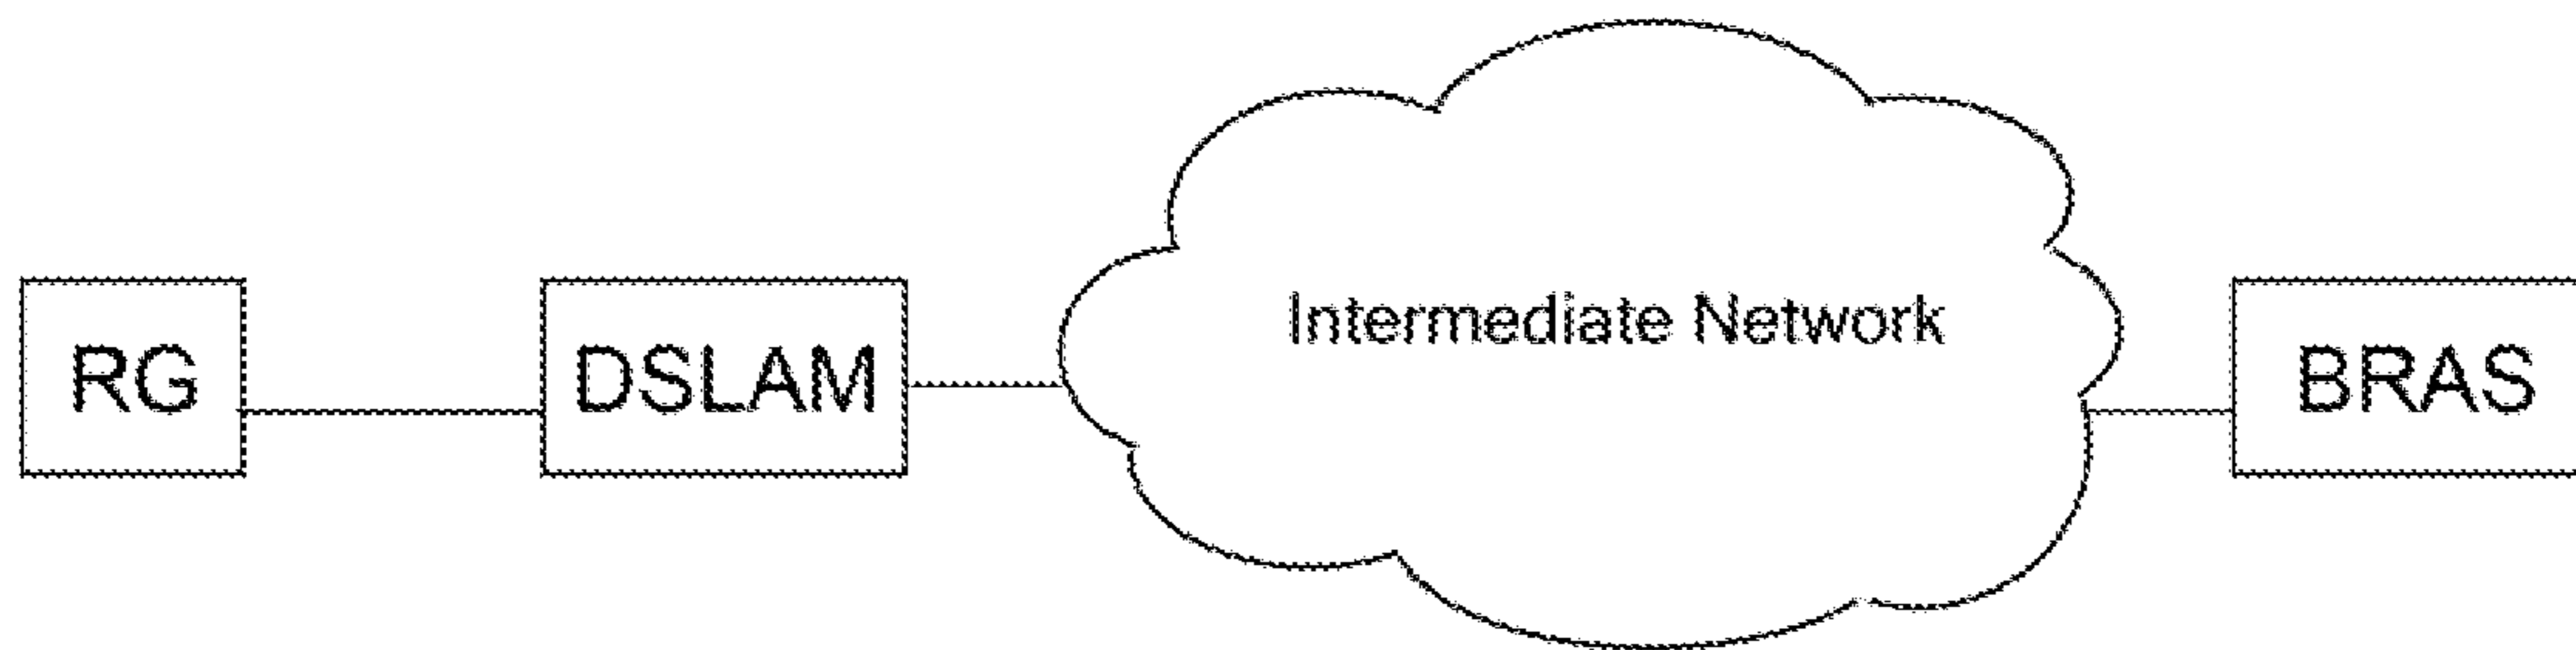 RG
DSLAM
Intermediate Network
BRAS